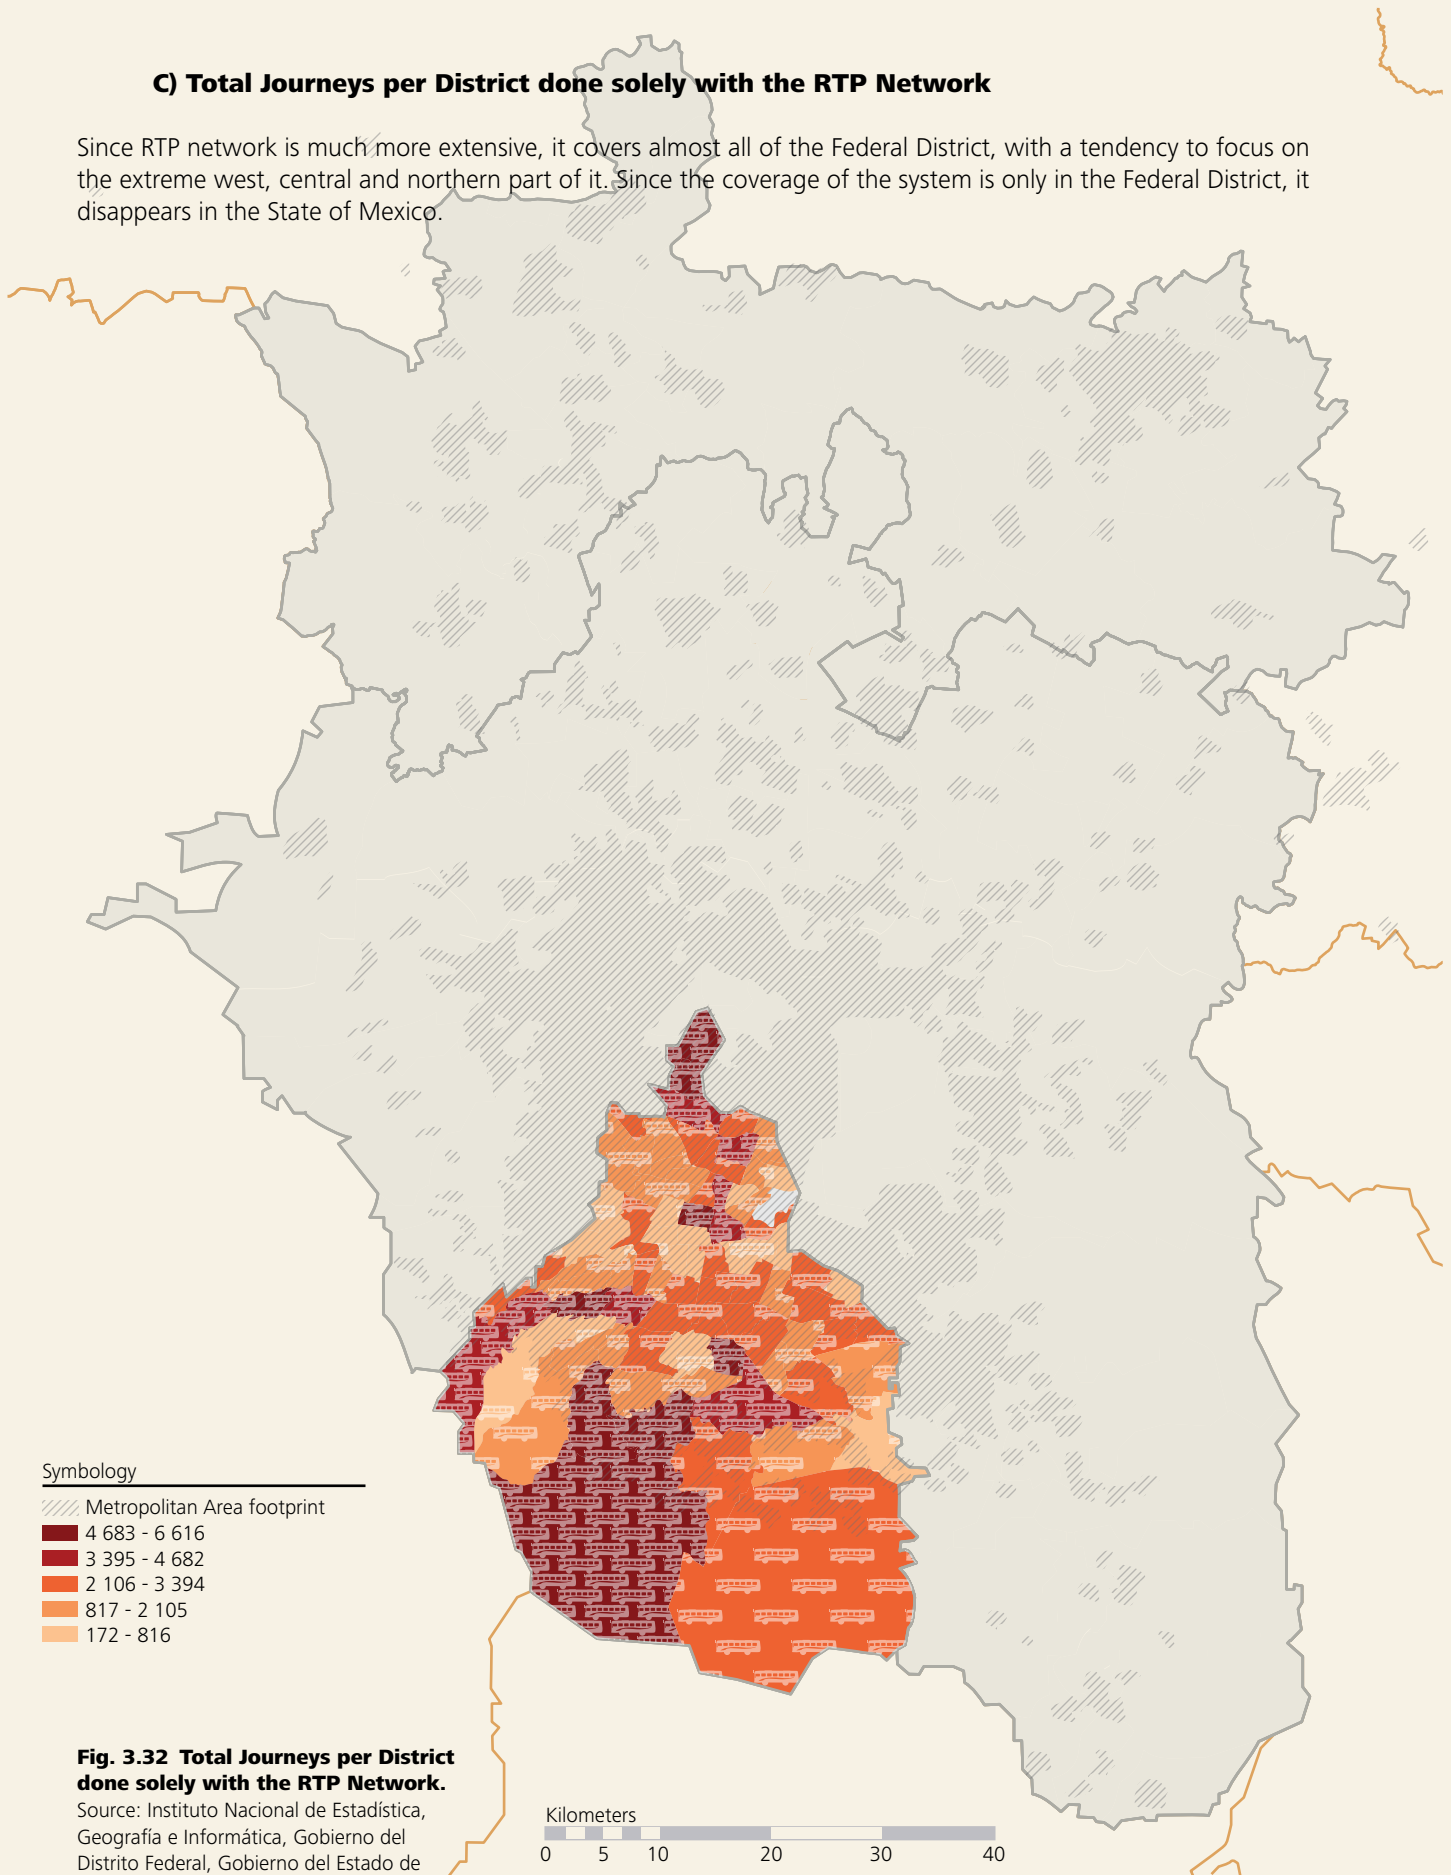 C) Total Journeys per District done solely with the RTP Network
Since RTP network is much more extensive, it covers almost all of the Federal District, with a tendency to focus on
the extreme west, central and northern part of it. Since the coverage of the system is only in the Federal District, it
disappears in the State of Mexico.
Symbology
Metropolitan Area footprint
4 683 - 6 616
3 395 - 4 682
2 106 - 3 394
817 - 2 105
172 - 816
Fig. 3.32 Total Journeys per District
done solely with the RTP Network.
Source: Instituto Nacional de Estadística,
Geografía e Informática, Gobierno del
Distrito Federal, Gobierno del Estado de
Kilometers
0 5 10 20 30 40